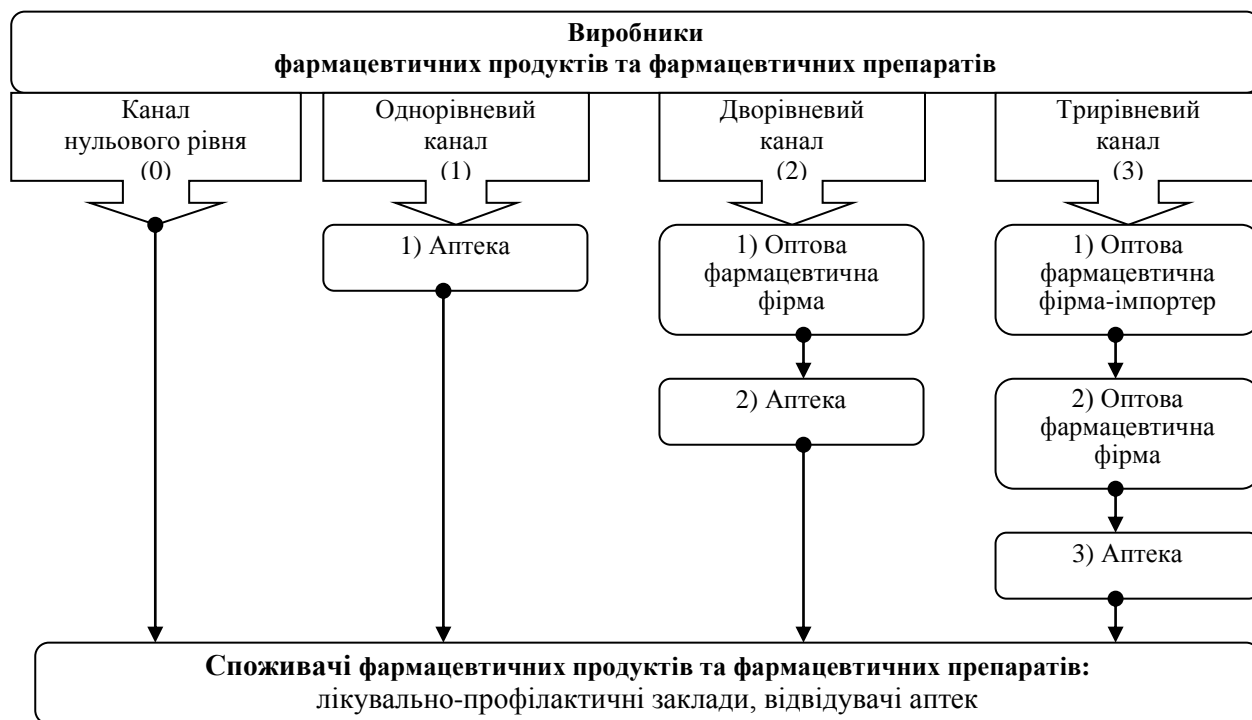 Виробники
фармацевтичних продуктів та фармацевтичних препаратів
Канал
нульового рівня
(0)
Однорівневий
канал
(1)
Дворівневий
канал
(2)
Трирівневий
канал
(3)
1) Аптека
1) Оптова
фармацевтична
фірма
2) Аптека
1) Оптова
фармацевтична
фірма-імпортер
2) Оптова
фармацевтична
фірма
3) Аптека
Споживачі фармацевтичних продуктів та фармацевтичних препаратів:
лікувально-профілактичні заклади, відвідувачі аптек